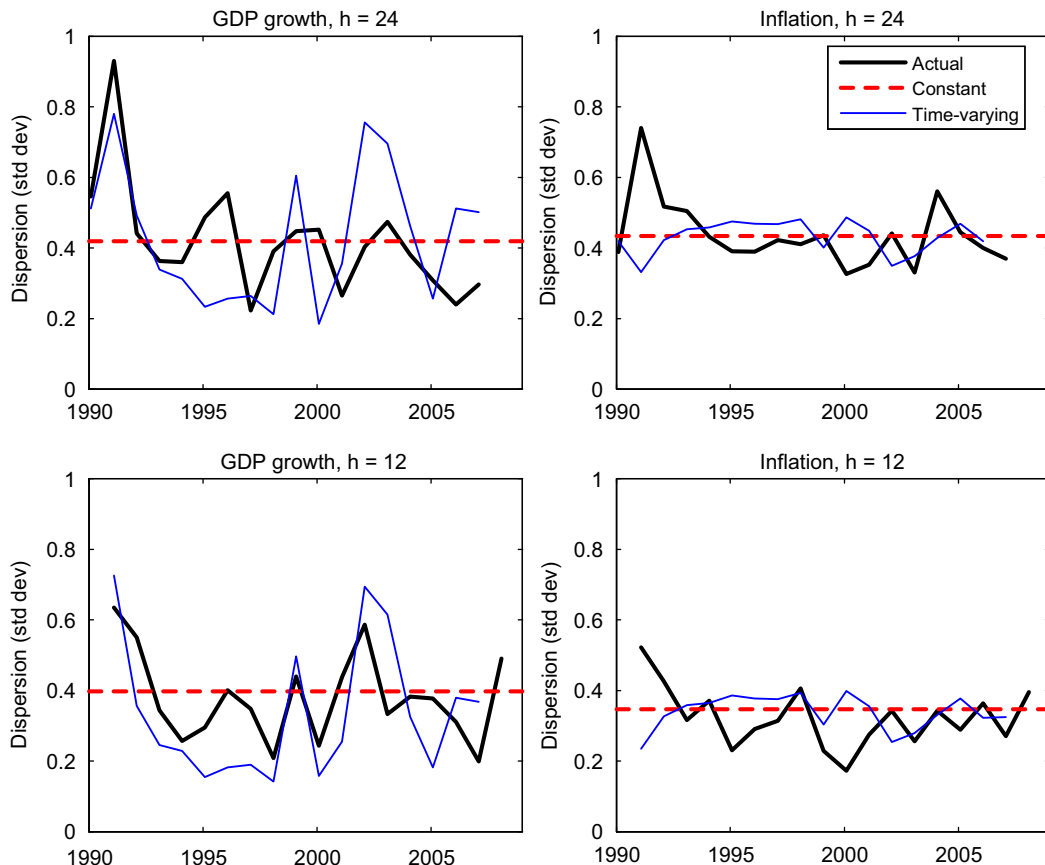 GDP growth, h = 24
1
0.8
0.6
0.4
0.2
0
Dispersion (std dev)
1990 1995 2000 2005
Inflation, h = 24
1
0.8
0.6
0.4
0.2
0
Dispersion (std dev)
1990 1995 2000 2005
Actual
Constant
Time-varying
GDP growth, h = 12
1
0.8
0.6
0.4
0.2
0
Dispersion (std dev)
1990 1995 2000 2005
Inflation, h = 12
1
0.8
0.6
0.4
0.2
0
Dispersion (std dev)
1990 1995 2000 2005